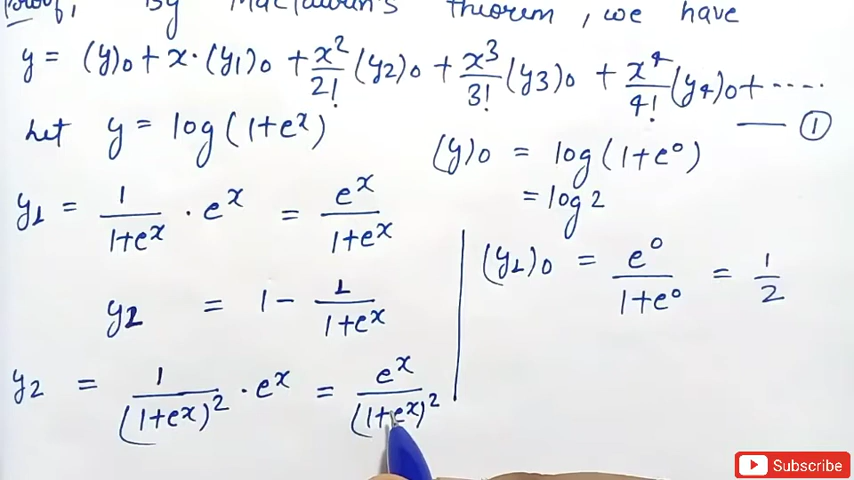 Proof, By Maclaurin's theorem, we have
y = (y)₀ + x·(y₁)₀ + x²/2! (y₂)₀ + x³/3! (y₃)₀ + x⁴/4! (y₄)₀ + ····· — ①
Let y = log(1+eˣ)
(y)₀ = log(1+e⁰)
= log 2
y₁ = 1/(1+eˣ) · eˣ = eˣ/(1+eˣ)
(y₁)₀ = e⁰/(1+e⁰) = 1/2
y₂ = 1 - 1/(1+eˣ)
y₂ = 1/(1+eˣ)² · eˣ = eˣ/(1+eˣ)²
Subscribe